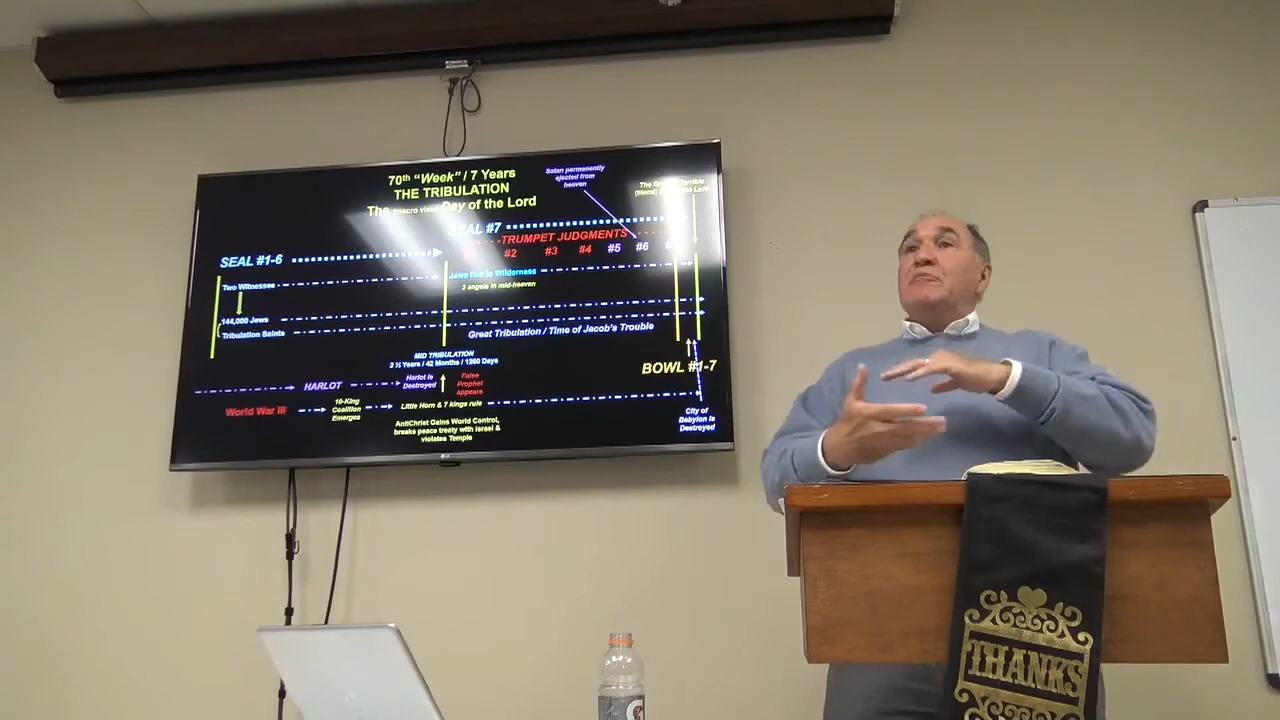 70th "Week" / 7 Years
THE TRIBULATION
The (macro view) Day of the Lord
Satan permanently
ejected from
heaven
Terrible
(literal) the Lord
SEAL #7
TRUMPET JUDGMENTS
#2 #3 #4 #5 #6
SEAL #1-6
Jews flee to Wilderness
3 angels in mid-heaven
Two Witnesses
144,000 Jews
Tribulation Saints
Great Tribulation / Time of Jacob's Trouble
MID TRIBULATION
3 ½ Years / 42 Months / 1260 Days
BOWL #1-7
HARLOT
Harlot is
Destroyed
False
Prophet
appears
World War III
10-King
Coalition
Emerges
Little Horn & 7 kings rule
AntiChrist Gains World Control,
breaks peace treaty with Israel &
violates Temple
City of
Babylon is
Destroyed
THANKS